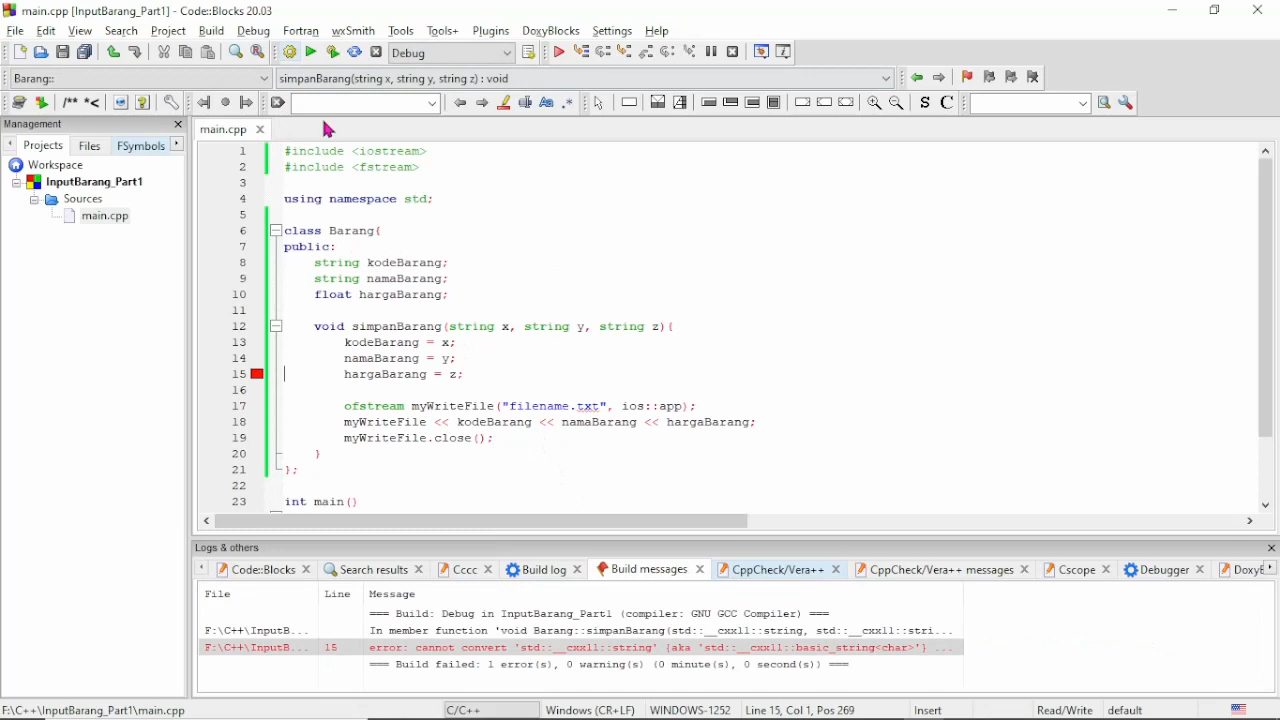 main.cpp [InputBarang_Part1] - Code::Blocks 20.03
File Edit View Search Project Build Debug Fortran wxSmith Tools Tools+ Plugins DoxyBlocks Settings Help
Debug
Barang:: simpanBarang(string x, string y, string z) : void
/** *< .* S C
Management
main.cpp
Projects Files FSymbols
Workspace
InputBarang_Part1
Sources
main.cpp
1 #include <iostream>
2 #include <fstream>
3
4 using namespace std;
5
6 class Barang{
7 public:
8 string kodeBarang;
9 string namaBarang;
10 float hargaBarang;
11
12 void simpanBarang(string x, string y, string z){
13 kodeBarang = x;
14 namaBarang = y;
15 hargaBarang = z;
16
17 ofstream myWriteFile("filename.txt", ios::app);
18 myWriteFile << kodeBarang << namaBarang << hargaBarang;
19 myWriteFile.close();
20 }
21 };
22
23 int main()
Logs & others
Code::Blocks Search results Cccc Build log Build messages CppCheck/Vera++ CppCheck/Vera++ messages Cscope Debugger DoxyB
File Line Message
=== Build: Debug in InputBarang_Part1 (compiler: GNU GCC Compiler) ===
F:\C++\InputB... In member function 'void Barang::simpanBarang(std::__cxx11::string, std::__cxx11::stri...
F:\C++\InputB... 15 error: cannot convert 'std::__cxx11::string' {aka 'std::__cxx11::basic_string<char>'} ...
=== Build failed: 1 error(s), 0 warning(s) (0 minute(s), 0 second(s)) ===
F:\C++\InputBarang_Part1\main.cpp C/C++ Windows (CR+LF) WINDOWS-1252 Line 15, Col 1, Pos 269 Insert Read/Write default